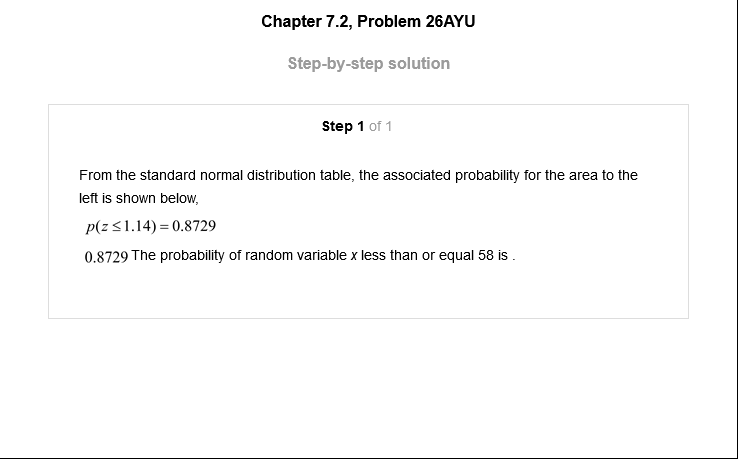 Chapter 7.2, Problem 26AYU
Step-by-step solution
Step 1 of 1
From the standard normal distribution table, the associated probability for the area to the
left is shown below,
p(z ≤ 1.14) = 0.8729
0.8729 The probability of random variable x less than or equal 58 is .